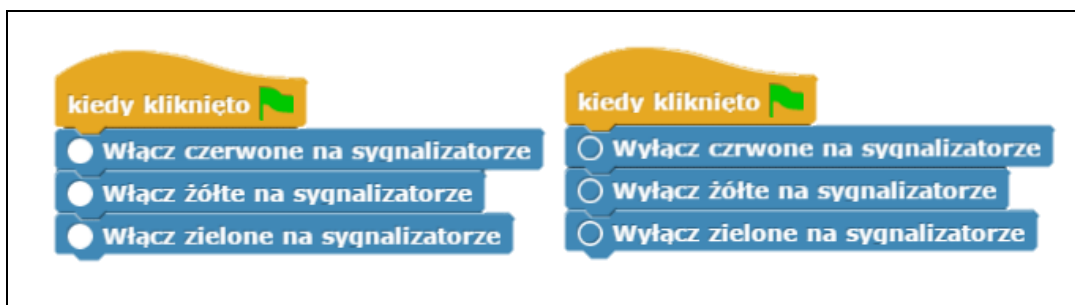 kiedy kliknięto
Włącz czerwone na sygnalizatorze
Włącz żółte na sygnalizatorze
Włącz zielone na sygnalizatorze
kiedy kliknięto
Wyłącz czrwone na sygnalizatorze
Wyłącz żółte na sygnalizatorze
Wyłącz zielone na sygnalizatorze